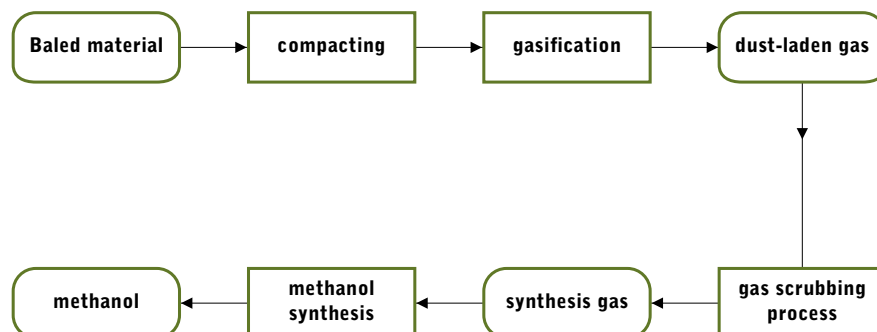 Baled material
compacting
gasification
dust-laden gas
methanol
methanol
synthesis
synthesis gas
gas scrubbing
process